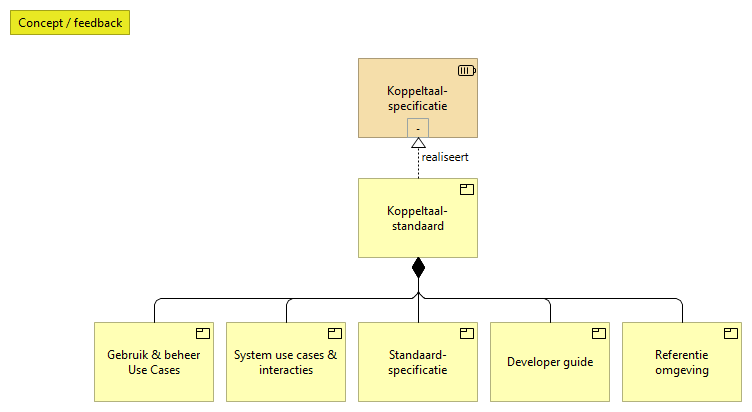 Concept / feedback
Koppeltaal-
specificatie
-
realiseert
Koppeltaal-
standaard
Gebruik & beheer
Use Cases
System use cases &
interacties
Standaard-
specificatie
Developer guide
Referentie
omgeving